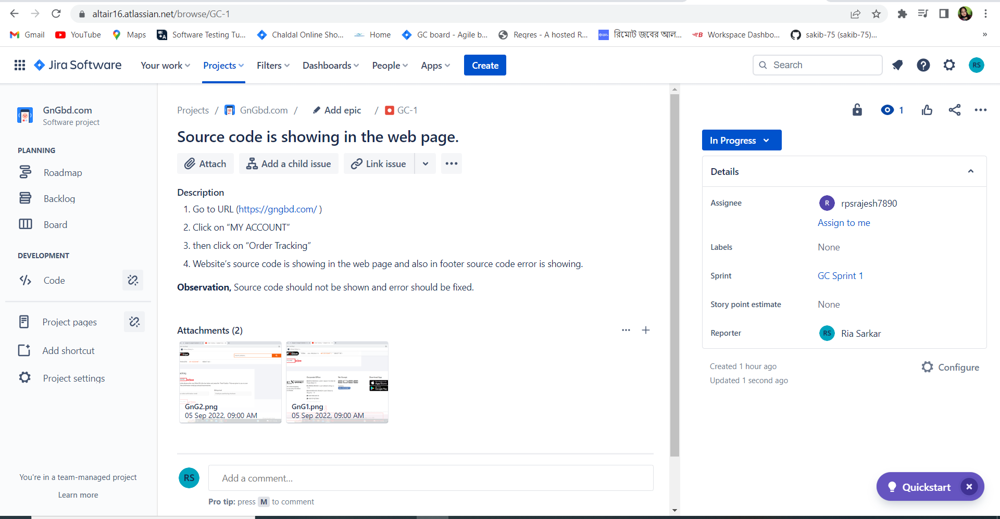 altair16.atlassian.net/browse/GC-1
Gmail YouTube Maps Software Testing Tu... Chaldal Online Sho... Home GC board - Agile b... Reqres - A hosted R... রিমোট জবের আল... Workspace Dashbo... sakib-75 (sakib-75)... »
Jira Software Your work Projects Filters Dashboards People Apps Create Search RS
GnGbd.com
Software project
PLANNING
Roadmap
Backlog
Board
DEVELOPMENT
Code
Project pages
Add shortcut
Project settings
You're in a team-managed project
Learn more
Projects / GnGbd.com / Add epic / GC-1
Source code is showing in the web page.
Attach Add a child issue Link issue
Description
1. Go to URL (https://gngbd.com/ )
2. Click on “MY ACCOUNT”
3. then click on “Order Tracking”
4. Website’s source code is showing in the web page and also in footer source code error is showing.
Observation, Source code should not be shown and error should be fixed.
Attachments (2)
Corporate Office We Accept Download App
App Store
Google Play
GnG2.png
05 Sep 2022, 09:00 AM
GnG1.png
05 Sep 2022, 09:00 AM
RS Add a comment...
Pro tip: press M to comment
1
In Progress
Details
Assignee R rpsrajesh7890
Assign to me
Labels None
Sprint GC Sprint 1
Story point estimate None
Reporter RS Ria Sarkar
Created 1 hour ago Configure
Updated 1 second ago
Quickstart